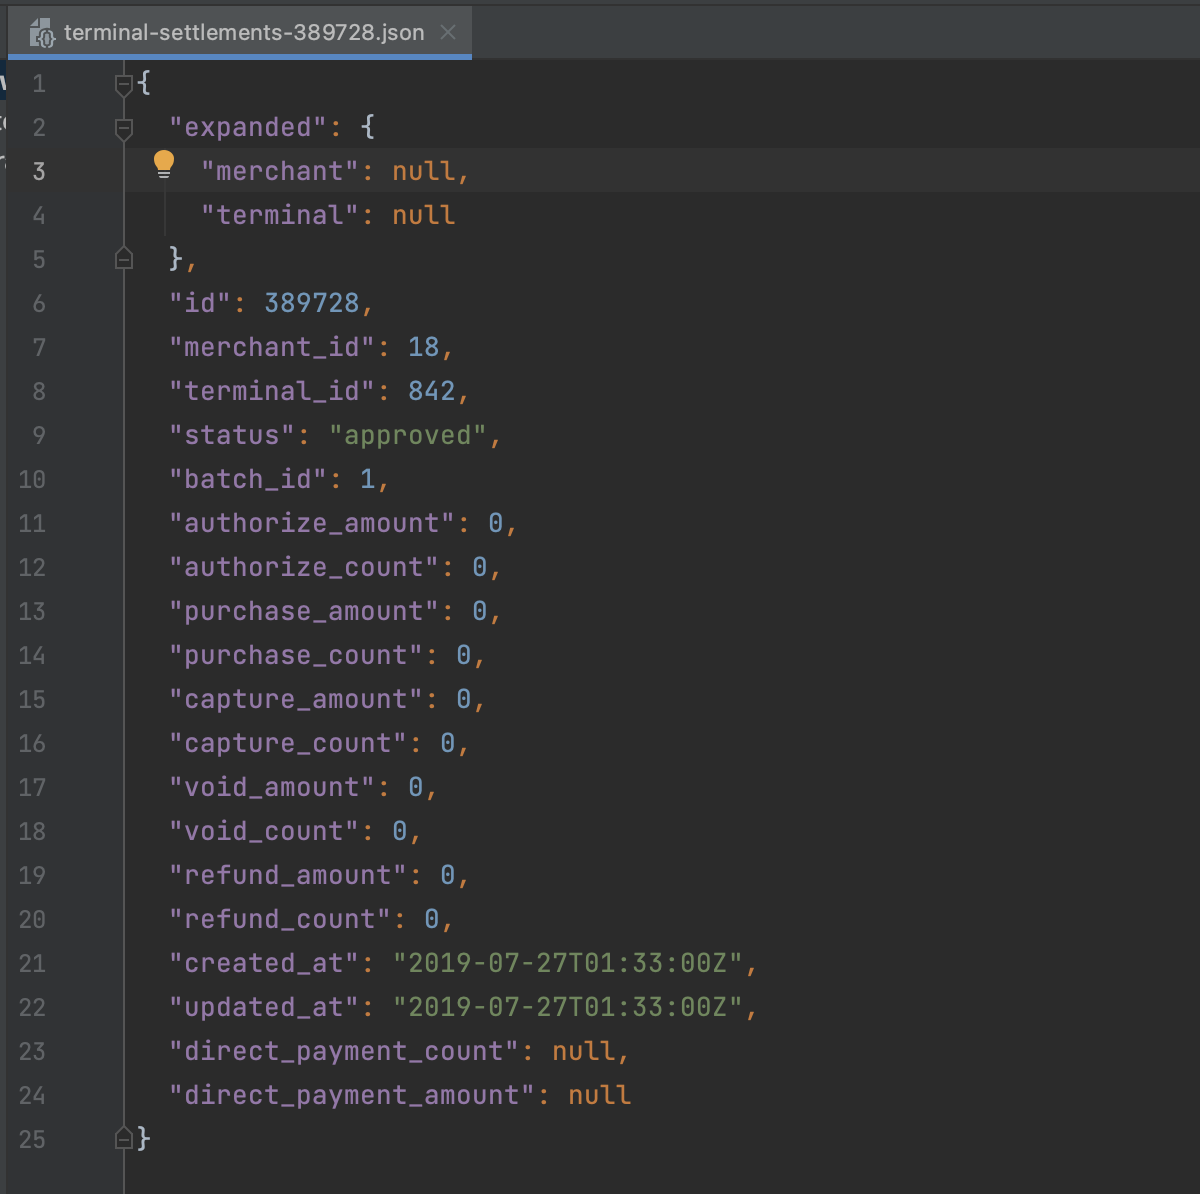 terminal-settlements-389728.json
1 {
2 "expanded": {
3 "merchant": null,
4 "terminal": null
5 },
6 "id": 389728,
7 "merchant_id": 18,
8 "terminal_id": 842,
9 "status": "approved",
10 "batch_id": 1,
11 "authorize_amount": 0,
12 "authorize_count": 0,
13 "purchase_amount": 0,
14 "purchase_count": 0,
15 "capture_amount": 0,
16 "capture_count": 0,
17 "void_amount": 0,
18 "void_count": 0,
19 "refund_amount": 0,
20 "refund_count": 0,
21 "created_at": "2019-07-27T01:33:00Z",
22 "updated_at": "2019-07-27T01:33:00Z",
23 "direct_payment_count": null,
24 "direct_payment_amount": null
25 }